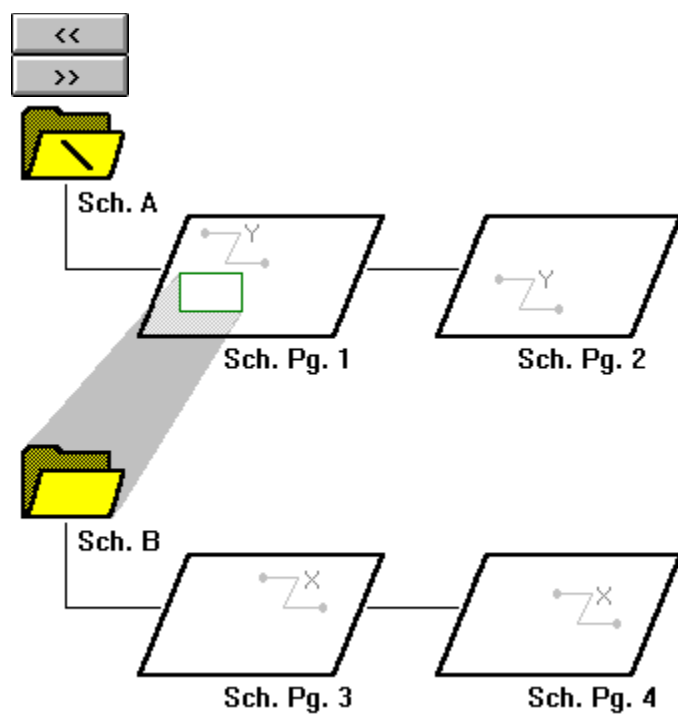 <<
>>
Sch. A
Y
Y
Sch. Pg. 1
Sch. Pg. 2
Sch. B
X
X
Sch. Pg. 3
Sch. Pg. 4